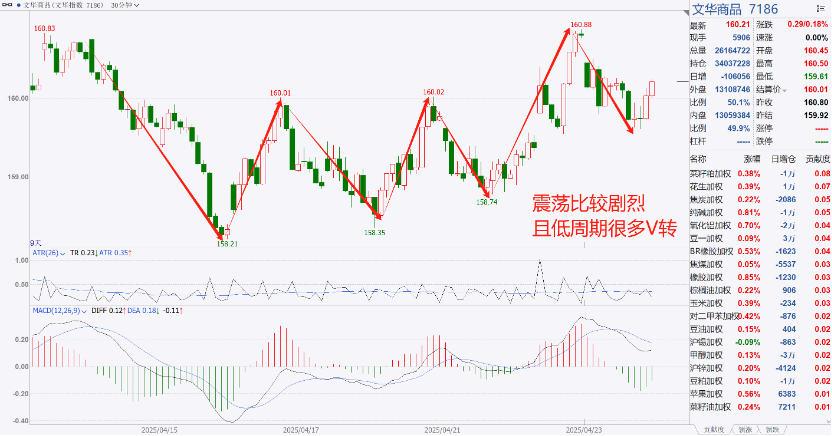 文华商品(文华指数 7186) 30分钟
文华商品 7186
最新 160.21 涨跌 0.29/0.18%
现手 5906 速涨 0.00%
总量 26164722 开盘 160.45
持仓 34037228 最高 160.50
日增 -106056 最低 159.61
外盘 13108746 结算价 160.01
比例 50.1% 昨收 160.80
内盘 13059384 昨结 159.92
比例 49.9% 涨停 -----
杠杆 ----- 跌停 -----
名称 涨幅 日增仓 贡献度
菜籽粕加权 0.38% -1万 0.08
花生加权 0.39% 1万 0.07
焦炭加权 0.22% -2086 0.05
纯碱加权 0.81% -1万 0.05
氧化铝加权 0.70% -2万 0.04
豆一加权 0.09% 3万 0.04
BR橡胶加权 0.53% -1623 0.04
焦煤加权 0.05% -5537 0.03
橡胶加权 0.85% -1230 0.03
棕榈油加权 0.22% 906 0.03
玉米加权 0.39% -234 0.03
对二甲苯加权 0.42% -876 0.02
豆油加权 0.15% 404 0.02
沪锡加权 -0.09% -863 0.02
甲醇加权 0.13% -3万 0.02
沪锌加权 0.20% -4124 0.02
豆粕加权 0.10% -1万 0.02
苹果加权 0.56% 6383 0.01
菜籽油加权 0.24% 7211 0.01
贡献度 领涨 领跌
160.83
160.88
160.01
160.02
160.00
159.00
158.21
158.35
158.74
震荡比较剧烈
且低周期很多V转
9天
ATR(26) TR 0.23↓ ATR 0.35↑
1.00
0.00
MACD(12,26,9) DIFF 0.12↑ DEA 0.18↓ -0.11↑
0.20
0.00
-0.20
-0.40
2025/04/15
2025/04/17
2025/04/21
2025/04/23